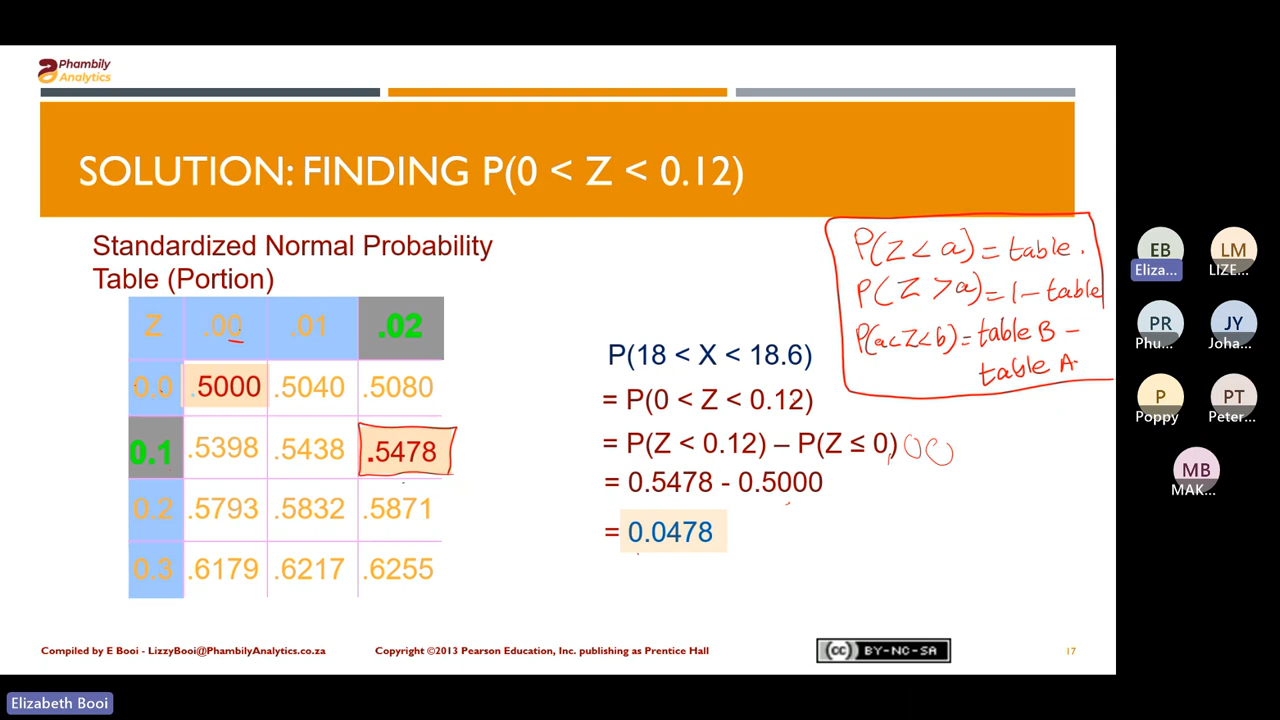 Phambily
Analytics
SOLUTION: FINDING P(0 < Z < 0.12)
Standardized Normal Probability
Table (Portion)
Z .00 .01 .02
0.0 .5000 .5040 .5080
0.1 .5398 .5438 .5478
0.2 .5793 .5832 .5871
0.3 .6179 .6217 .6255
P(18 < X < 18.6)
= P(0 < Z < 0.12)
= P(Z < 0.12) – P(Z ≤ 0),00
= 0.5478 - 0.5000
= 0.0478
P(Z < a) = table.
P(Z > a) = 1 - table
P(a<Z<b) = table B -
table A
Compiled by E Booi - LizzyBooi@PhambilyAnalytics.co.za
Copyright ©2013 Pearson Education, Inc. publishing as Prentice Hall
cc BY-NC-SA
17
EB LM
Eliza... LIZE...
PR JY
Phu... Joha...
P PT
Poppy Peter...
MB
MAK...
Elizabeth Booi